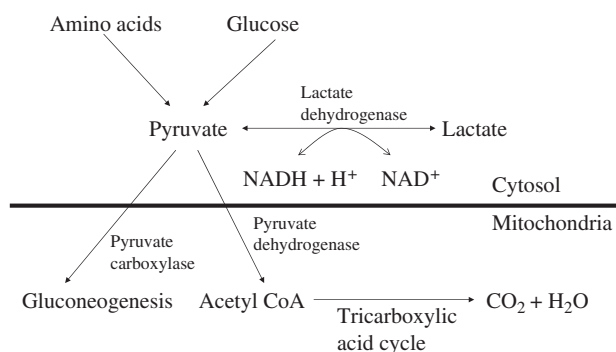 Amino acids Glucose
Lactate
dehydrogenase
Pyruvate Lactate
NADH + H⁺ NAD⁺
Cytosol
Mitochondria
Pyruvate
carboxylase
Pyruvate
dehydrogenase
Gluconeogenesis Acetyl CoA CO₂ + H₂O
Tricarboxylic
acid cycle